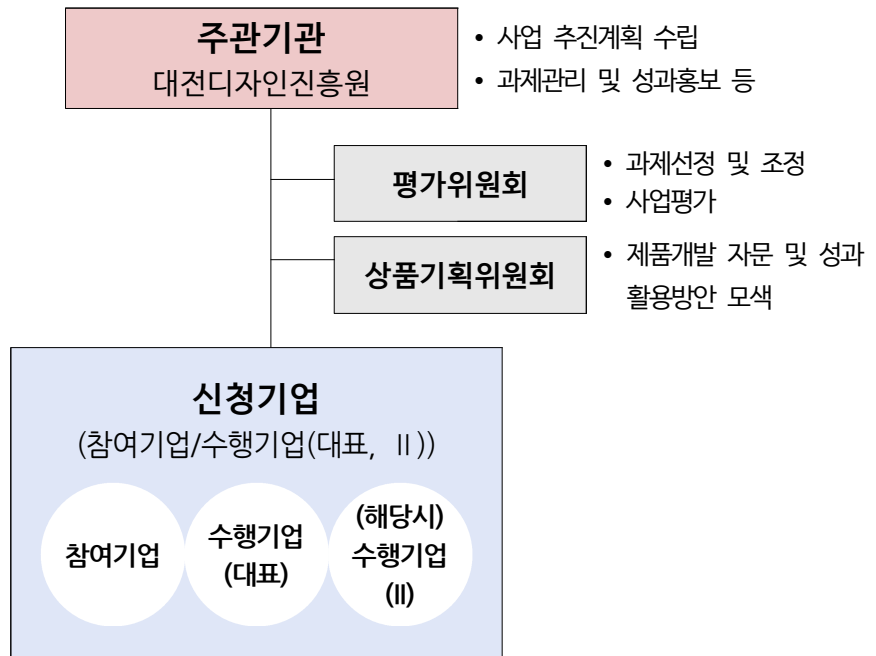 주관기관
대전디자인진흥원
• 사업 추진계획 수립
• 과제관리 및 성과홍보 등
평가위원회
• 과제선정 및 조정
• 사업평가
상품기획위원회
• 제품개발 자문 및 성과
활용방안 모색
신청기업
(참여기업/수행기업(대표, Ⅱ))
참여기업
수행기업
(대표)
(해당시)
수행기업
(Ⅱ)